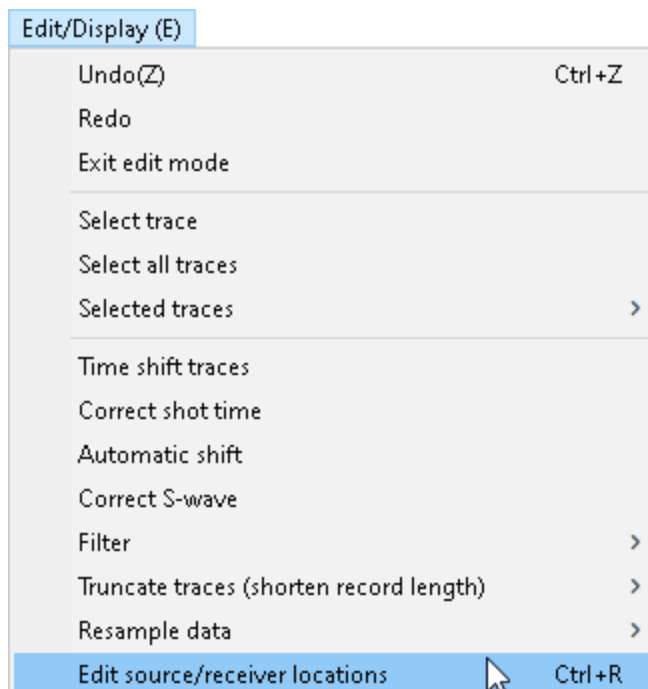 Edit/Display (E)
Undo(Z) Ctrl+Z
Redo
Exit edit mode
Select trace
Select all traces
Selected traces
Time shift traces
Correct shot time
Automatic shift
Correct S-wave
Filter
Truncate traces (shorten record length)
Resample data
Edit source/receiver locations Ctrl+R